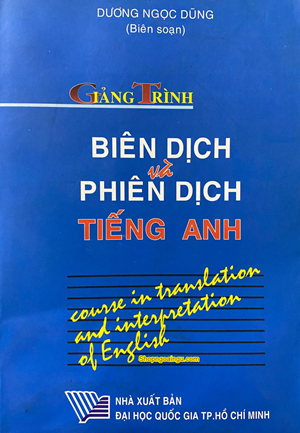 DƯƠNG NGỌC DŨNG
(Biên soạn)
GIẢNG TRÌNH
BIÊN DỊCH
và
PHIÊN DỊCH
TIẾNG ANH
course in translation
and interpretation
of English
Shopngoaingu.com
NHÀ XUẤT BẢN
ĐẠI HỌC QUỐC GIA TP.HỒ CHÍ MINH